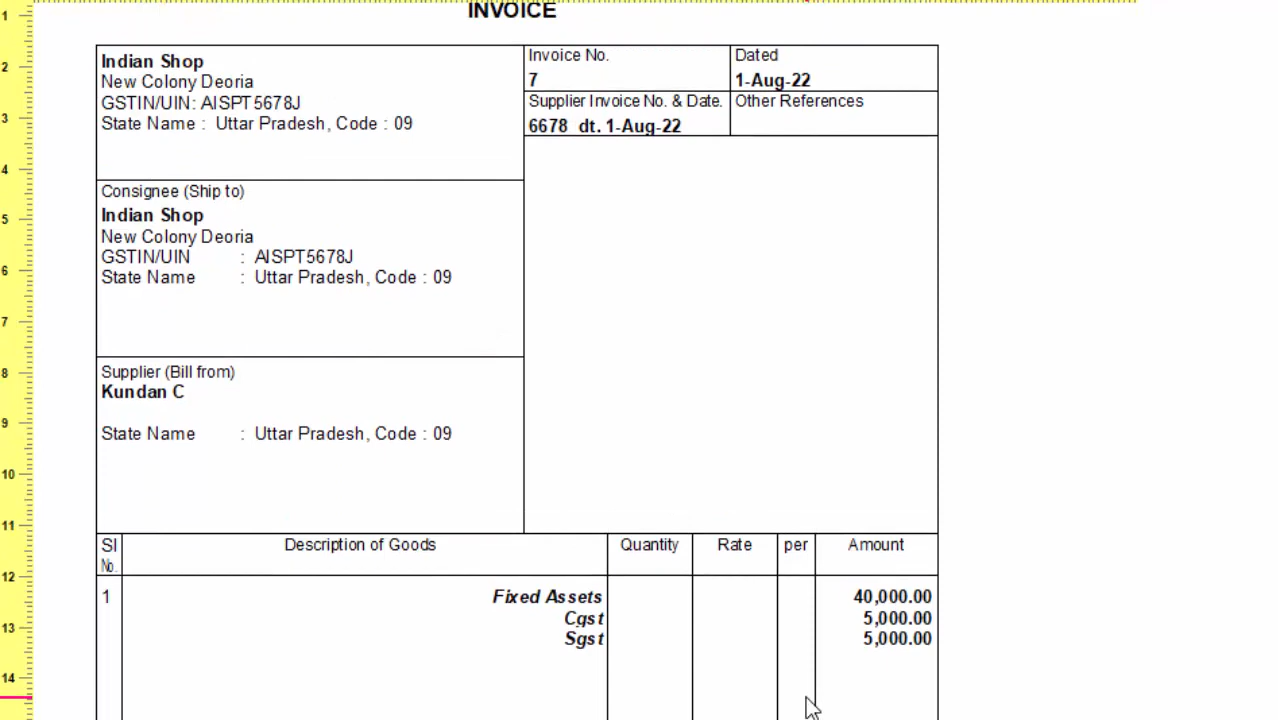 INVOICE
Indian Shop
New Colony Deoria
GSTIN/UIN: AISPT5678J
State Name : Uttar Pradesh, Code : 09
Invoice No.
7
Dated
1-Aug-22
Supplier Invoice No. & Date.
6678 dt. 1-Aug-22
Other References
Consignee (Ship to)
Indian Shop
New Colony Deoria
GSTIN/UIN : AISPT5678J
State Name : Uttar Pradesh, Code : 09
Supplier (Bill from)
Kundan C
State Name : Uttar Pradesh, Code : 09
Sl No. Description of Goods Quantity Rate per Amount
1 Fixed Assets 40,000.00
Cgst 5,000.00
Sgst 5,000.00
1
2
3
4
5
6
7
8
9
10
11
12
13
14